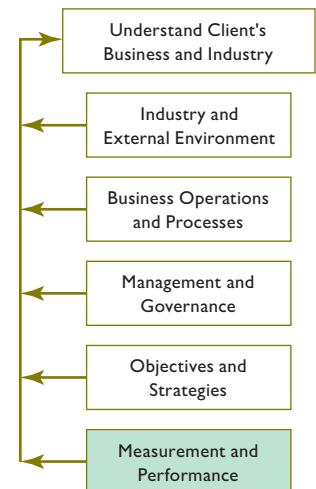 Understand Client's
Business and Industry
Industry and
External Environment
Business Operations
and Processes
Management and
Governance
Objectives and
Strategies
Measurement and
Performance